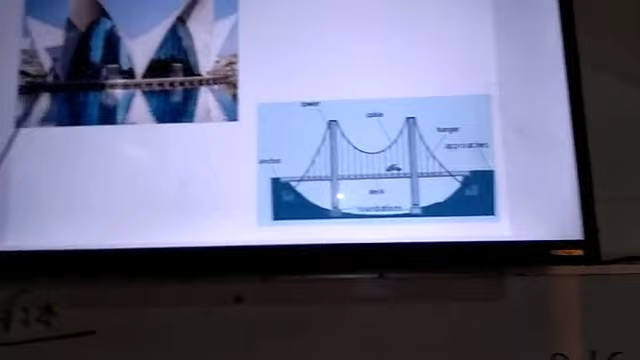 tower
cable
hanger
approaches
anchor
deck
foundations